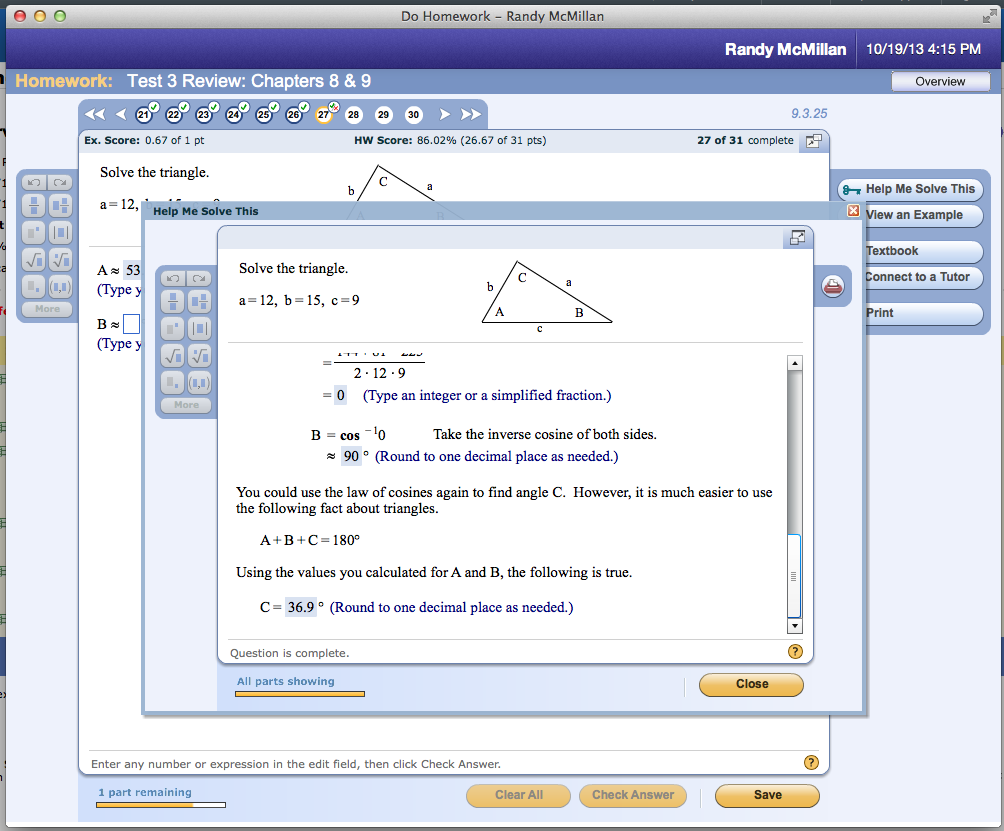 Do Homework – Randy McMillan
Randy McMillan 10/19/13 4:15 PM
Homework: Test 3 Review: Chapters 8 & 9 Overview
21 22 23 24 25 26 27 28 29 30 9.3.25
Ex. Score: 0.67 of 1 pt HW Score: 86.02% (26.67 of 31 pts) 27 of 31 complete
Solve the triangle.
b C a
a = 12,
Help Me Solve This
View an Example
Textbook
Connect to a Tutor
Print
More
A ≈ 53
(Type y
B ≈
(Type y
Help Me Solve This
Solve the triangle.
a = 12, b = 15, c = 9
b C a
A B
c
More
=
2 · 12 · 9
= 0 (Type an integer or a simplified fraction.)
B = cos ⁻¹0 Take the inverse cosine of both sides.
≈ 90 ° (Round to one decimal place as needed.)
You could use the law of cosines again to find angle C. However, it is much easier to use
the following fact about triangles.
A + B + C = 180°
Using the values you calculated for A and B, the following is true.
C = 36.9 ° (Round to one decimal place as needed.)
Question is complete. ?
All parts showing Close
Enter any number or expression in the edit field, then click Check Answer. ?
1 part remaining Clear All Check Answer Save